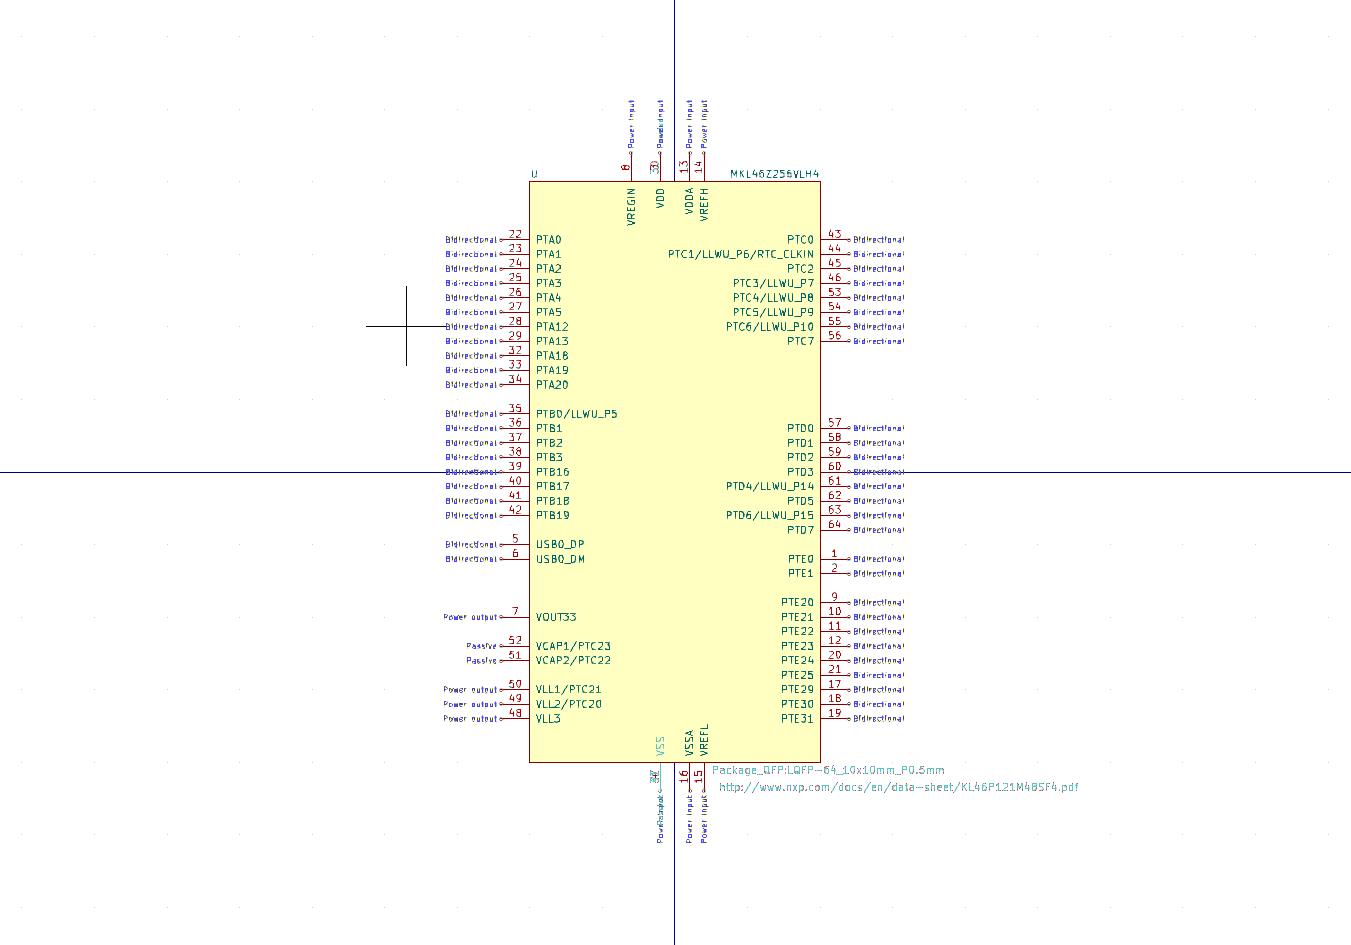 Power input
Power input
Power input
8
13
14
U
MKL46Z256VLH4
VREGIN
VDD
VDDA
VREFH
Bidirectional 22 PTA0
PTC0 43 Bidirectional
Bidirectional 23 PTA1
PTC1/LLWU_P6/RTC_CLKIN 44 Bidirectional
Bidirectional 24 PTA2
PTC2 45 Bidirectional
Bidirectional 25 PTA3
PTC3/LLWU_P7 46 Bidirectional
Bidirectional 26 PTA4
PTC4/LLWU_P8 53 Bidirectional
Bidirectional 27 PTA5
PTC5/LLWU_P9 54 Bidirectional
Bidirectional 28 PTA12
PTC6/LLWU_P10 55 Bidirectional
Bidirectional 29 PTA13
PTC7 56 Bidirectional
Bidirectional 32 PTA18
Bidirectional 33 PTA19
Bidirectional 34 PTA20
Bidirectional 35 PTB0/LLWU_P5
Bidirectional 36 PTB1
PTD0 57 Bidirectional
Bidirectional 37 PTB2
PTD1 58 Bidirectional
Bidirectional 38 PTB3
PTD2 59 Bidirectional
Bidirectional 39 PTB16
PTD3 60 Bidirectional
Bidirectional 40 PTB17
PTD4/LLWU_P14 61 Bidirectional
Bidirectional 41 PTB18
PTD5 62 Bidirectional
Bidirectional 42 PTB19
PTD6/LLWU_P15 63 Bidirectional
PTD7 64 Bidirectional
Bidirectional 5 USB0_DP
Bidirectional 6 USB0_DM
PTE0 1 Bidirectional
PTE1 2 Bidirectional
PTE20 9 Bidirectional
Power output 7 VOUT33
PTE21 10 Bidirectional
PTE22 11 Bidirectional
Passive 52 VCAP1/PTC23
PTE23 12 Bidirectional
Passive 51 VCAP2/PTC22
PTE24 20 Bidirectional
PTE25 21 Bidirectional
Power output 50 VLL1/PTC21
PTE29 17 Bidirectional
Power output 49 VLL2/PTC20
PTE30 18 Bidirectional
Power output 48 VLL3
PTE31 19 Bidirectional
VSS
VSSA
VREFL
16
15
Package_QFP:LQFP-64_10x10mm_P0.5mm
http://www.nxp.com/docs/en/data-sheet/KL46P121M48SF4.pdf
Power input
Power input